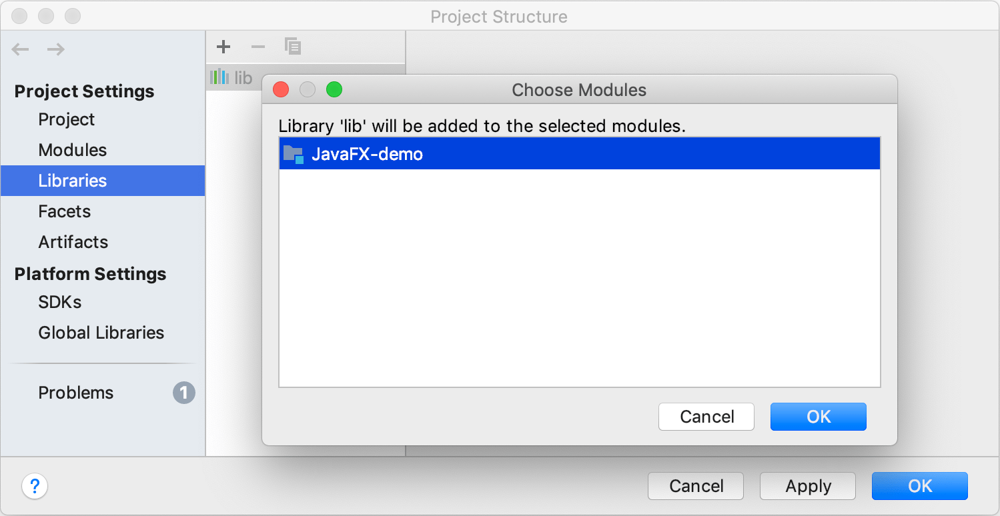 Project Structure
Project Settings
Project
Modules
Libraries
Facets
Artifacts
Platform Settings
SDKs
Global Libraries
Problems 1
lib
Choose Modules
Library 'lib' will be added to the selected modules.
JavaFX-demo
Cancel OK
? Cancel Apply OK